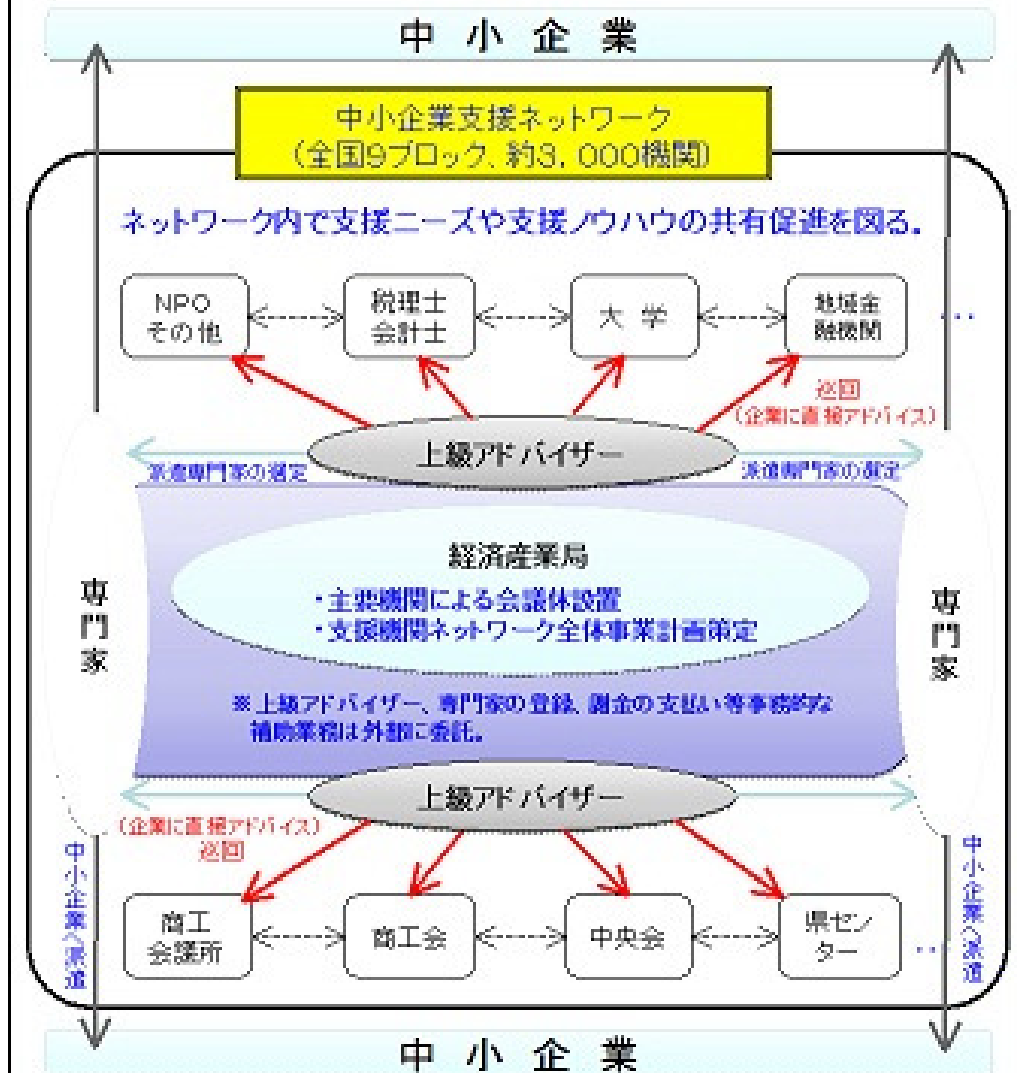 中小企業
中小企業支援ネットワーク
(全国9ブロック、約3,000機関)
ネットワーク内で支援ニーズや支援ノウハウの共有促進を図る。
NPO
その他
税理士
会計士
大学
地域金
融機関
…
巡回
(企業に直接アドバイス)
上級アドバイザー
派遣専門家の選定
派遣専門家の選定
経済産業局
・主要機関による会議体設置
・支援機関ネットワーク全体事業計画策定
専門家
専門家
※上級アドバイザー、専門家の登録、謝金の支払い等事務的な
補助業務は外部に委託。
上級アドバイザー
(企業に直接アドバイス)
巡回
中小企業へ派遣
中小企業へ派遣
商工
会議所
商工会
中央会
県セン
ター
…
中小企業